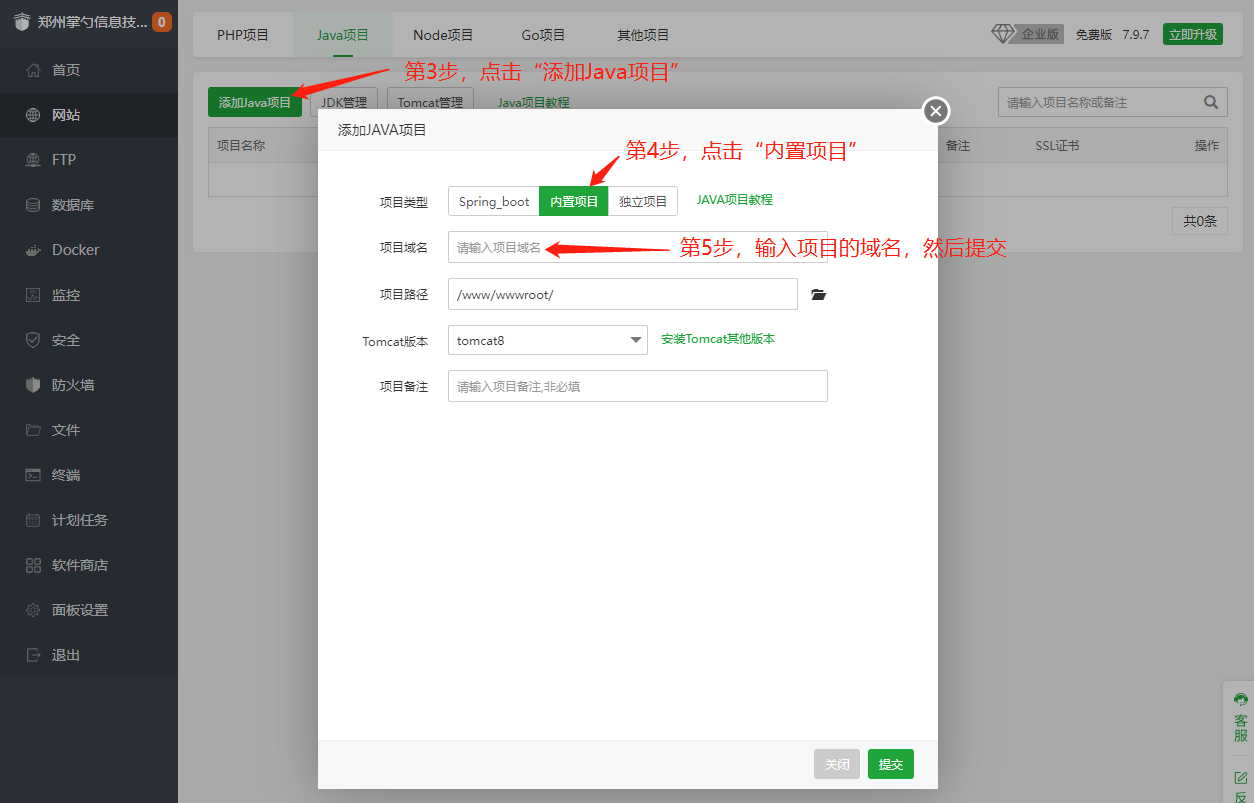 郑州掌勺信息技... 0
首页
网站
FTP
数据库
Docker
监控
安全
防火墙
文件
终端
计划任务
软件商店
面板设置
退出
PHP项目 Java项目 Node项目 Go项目 其他项目 企业版 免费版 7.9.7 立即升级
第3步，点击“添加Java项目”
添加Java项目 JDK管理 Tomcat管理 Java项目教程 请输入项目名称或备注
项目名称 备注 SSL证书 操作
共0条
添加JAVA项目
第4步，点击“内置项目”
项目类型 Spring_boot 内置项目 独立项目 JAVA项目教程
项目域名 请输入项目域名 第5步，输入项目的域名，然后提交
项目路径 /www/wwwroot/
Tomcat版本 tomcat8 安装Tomcat其他版本
项目备注 请输入项目备注,非必填
关闭 提交
客
服
反